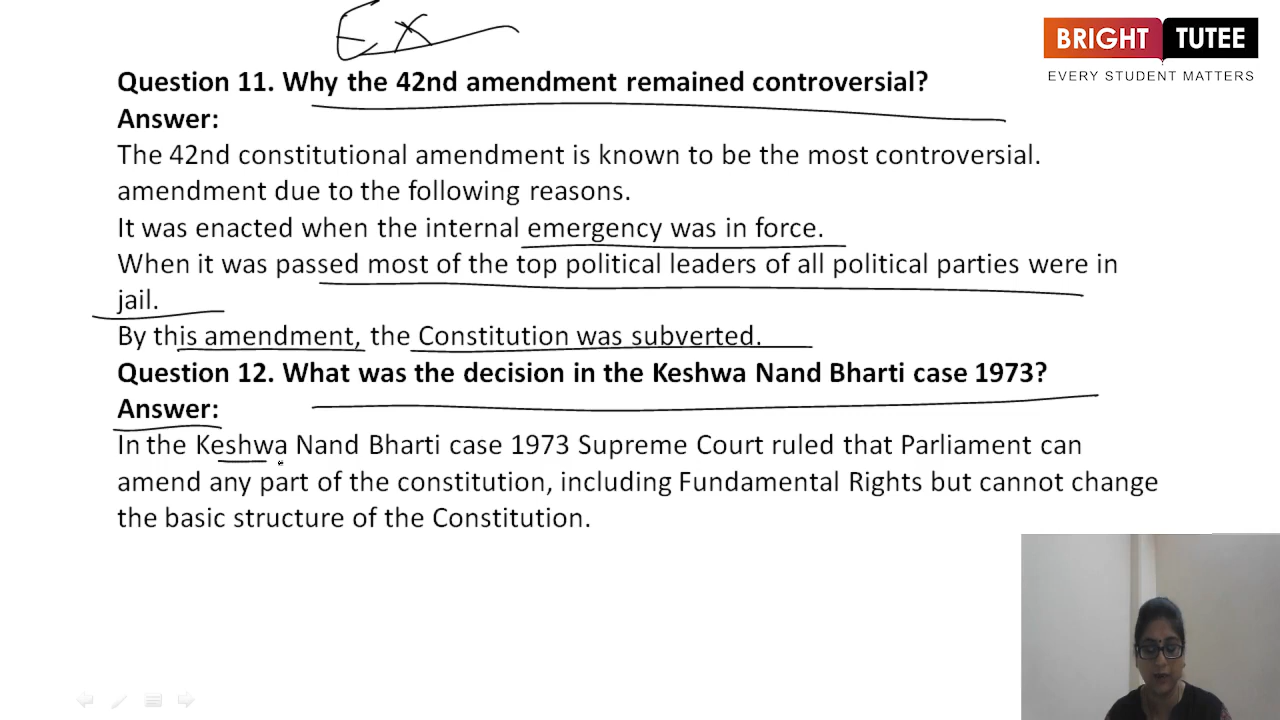 Ex
BRIGHT TUTEE
EVERY STUDENT MATTERS
Question 11. Why the 42nd amendment remained controversial?
Answer:
The 42nd constitutional amendment is known to be the most controversial.
amendment due to the following reasons.
It was enacted when the internal emergency was in force.
When it was passed most of the top political leaders of all political parties were in
jail.
By this amendment, the Constitution was subverted.
Question 12. What was the decision in the Keshwa Nand Bharti case 1973?
Answer:
In the Keshwa Nand Bharti case 1973 Supreme Court ruled that Parliament can
amend any part of the constitution, including Fundamental Rights but cannot change
the basic structure of the Constitution.